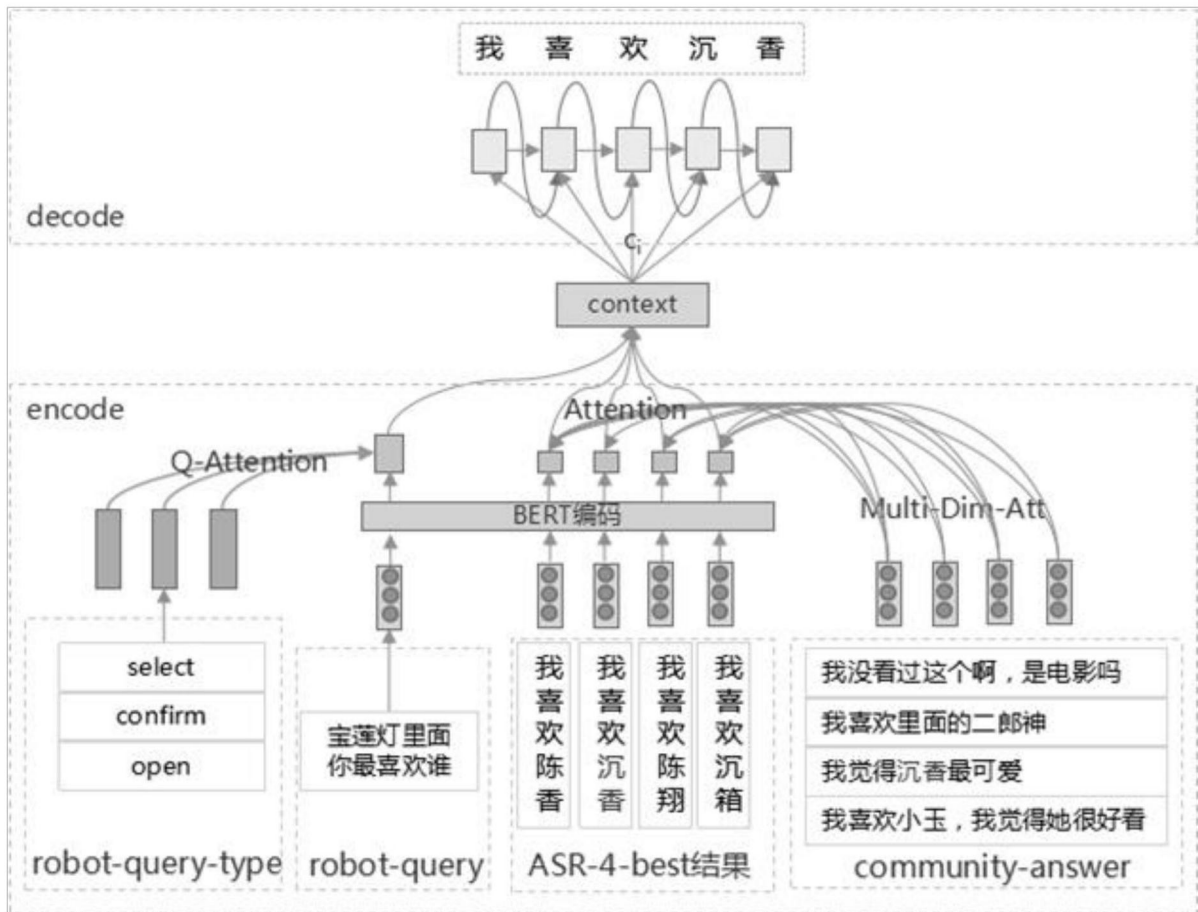 我 喜 欢 沉 香
decode
c_i
context
encode
Attention
Q-Attention
BERT编码
Multi-Dim-Att
select
confirm
open
robot-query-type
宝莲灯里面
你最喜欢谁
robot-query
我喜欢陈香
我喜欢沉香
我喜欢陈翔
我喜欢沉箱
ASR-4-best结果
我没看过这个啊，是电影吗
我喜欢里面的二郎神
我觉得沉香最可爱
我喜欢小玉，我觉得她很好看
community-answer